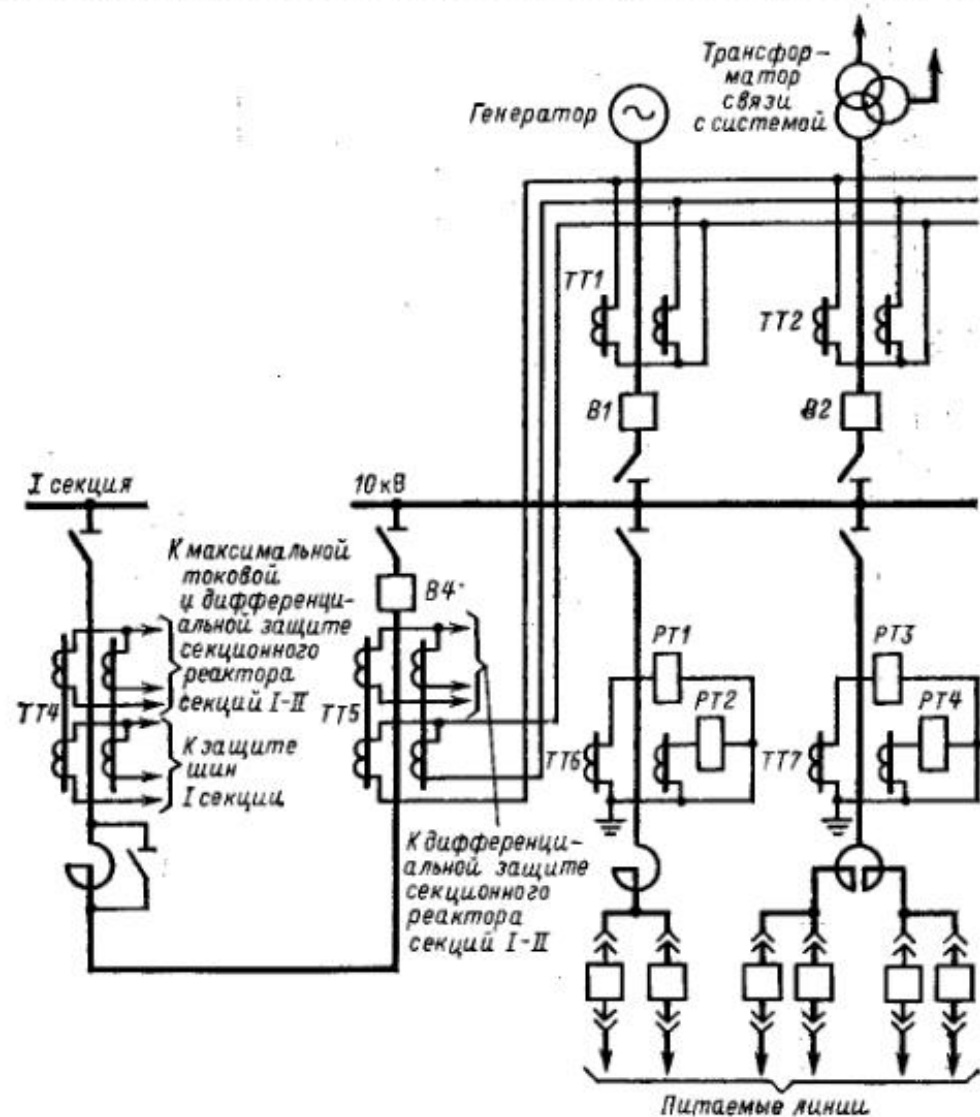 Трансфор-
матор
связи
с системой
Генератор
ТТ1
ТТ2
В1
В2
I секция
10 кВ
К максимальной
токовой
и дифференци-
альной защите
секционного
реактора
секций I-II
В4
ТТ4
ТТ5
К защите
шин
I секции
РТ1
РТ2
РТ3
РТ4
ТТ6
ТТ7
К дифференци-
альной защите
секционного
реактора
секций I-II
Питаемые линии